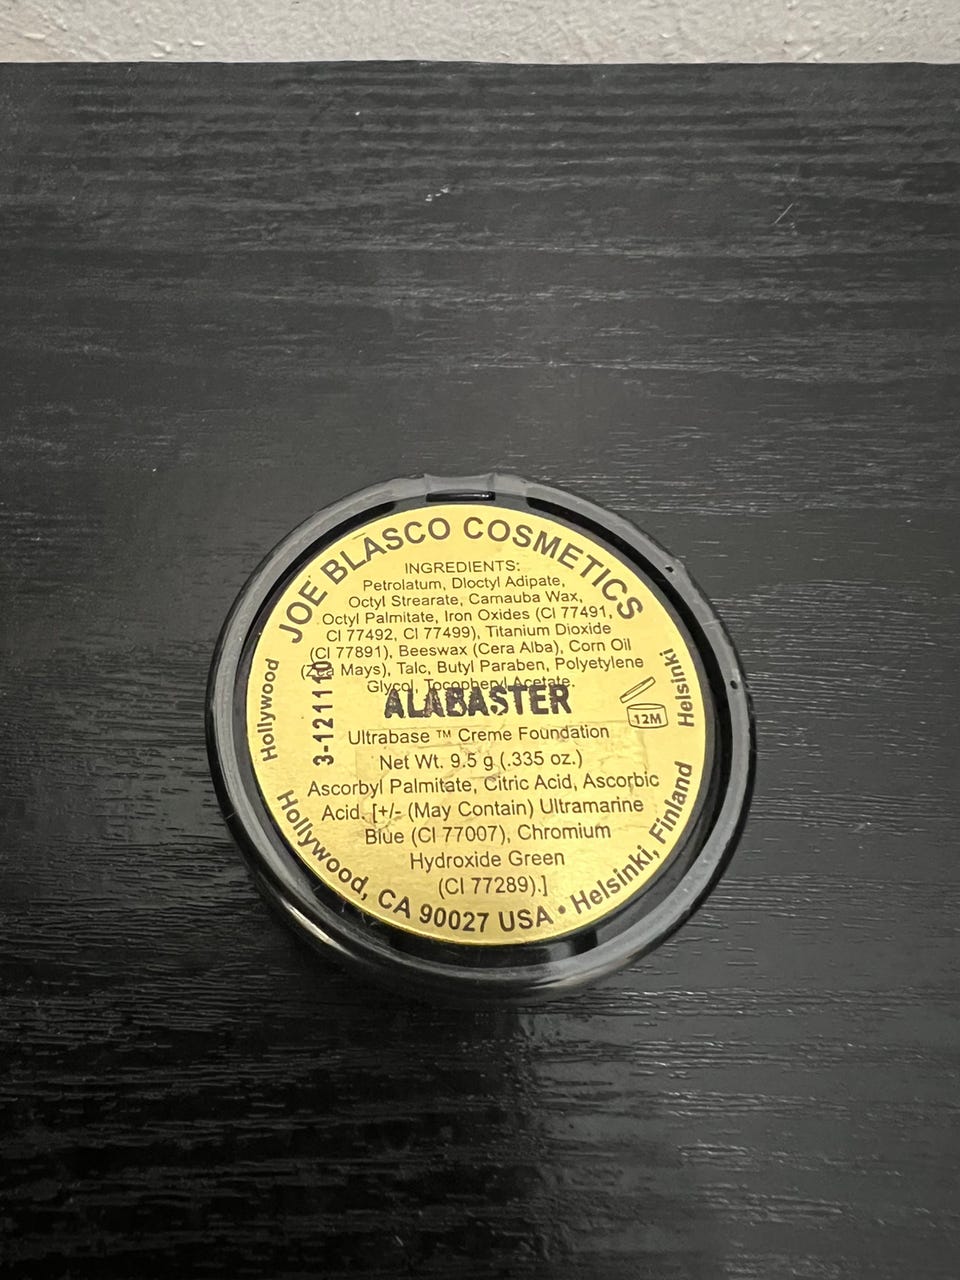 JOE BLASCO COSMETICS
INGREDIENTS:
Petrolatum, Dloctyl Adipate,
Octyl Strearate, Carnauba Wax,
Octyl Palmitate, Iron Oxides (CI 77491,
CI 77492, CI 77499), Titanium Dioxide
(CI 77891), Beeswax (Cera Alba), Corn Oil
(Zea Mays), Talc, Butyl Paraben, Polyetylene
Glycol, Tocopheryl Acetate.
ALABASTER
Ultrabase ™ Creme Foundation
Net Wt. 9.5 g (.335 oz.)
Ascorbyl Palmitate, Citric Acid, Ascorbic
Acid. [+/- (May Contain) Ultramarine
Blue (CI 77007), Chromium
Hydroxide Green
(CI 77289).]
Hollywood
3-121110
12M
Helsinki
Hollywood, CA 90027 USA • Helsinki, Finland